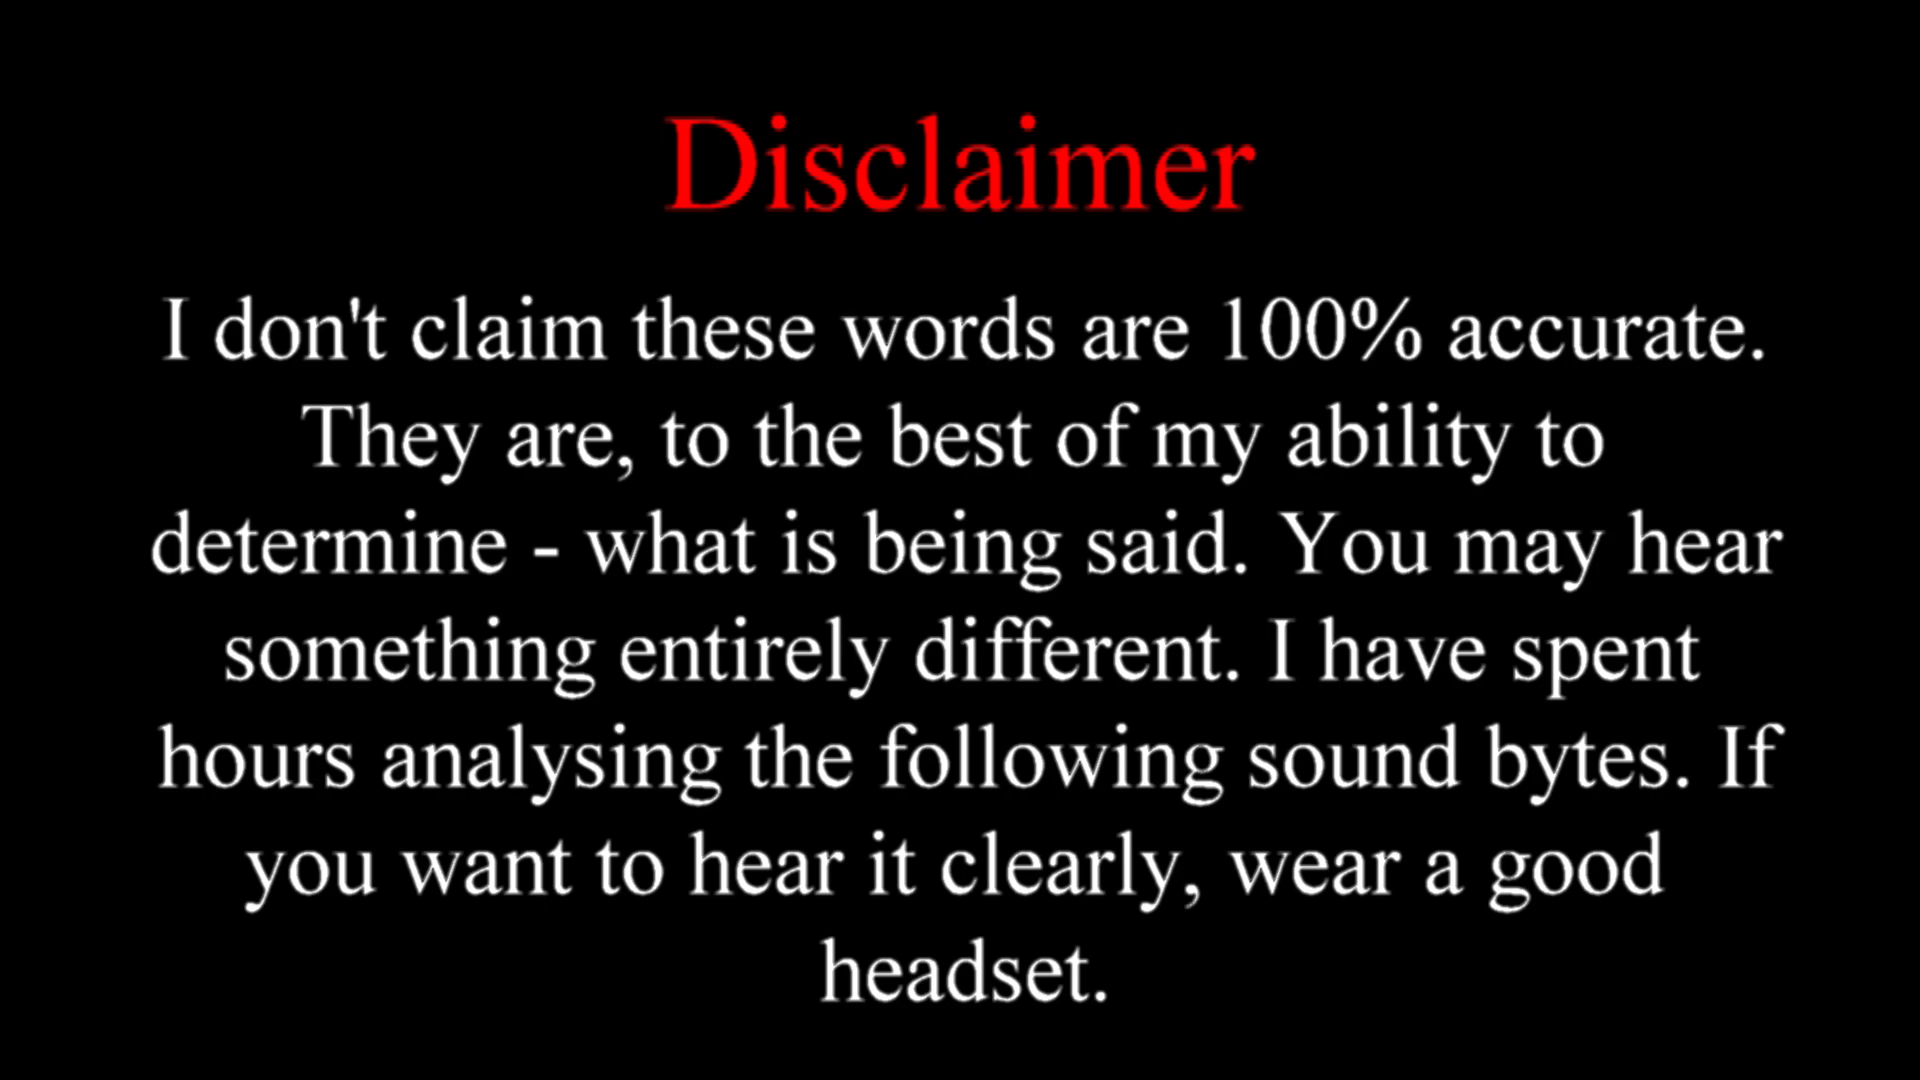 Disclaimer
I don't claim these words are 100% accurate.
They are, to the best of my ability to
determine - what is being said. You may hear
something entirely different. I have spent
hours analysing the following sound bytes. If
you want to hear it clearly, wear a good
headset.